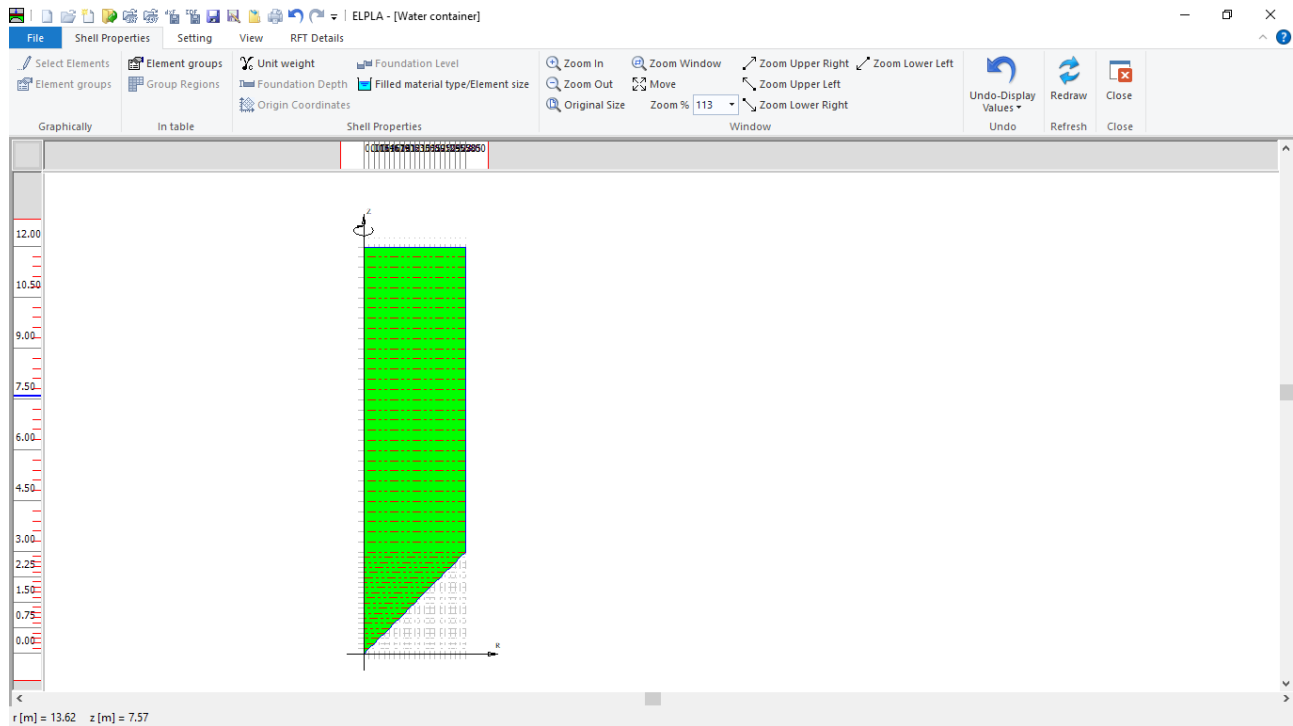 ELPLA - [Water container]
File Shell Properties Setting View RFT Details
Select Elements Element groups Unit weight Foundation Level Zoom In Zoom Window Zoom Upper Right Zoom Lower Left
Element groups Group Regions Foundation Depth Filled material type/Element size Zoom Out Move Zoom Upper Left
Origin Coordinates Original Size Zoom % 113 Zoom Lower Right
Undo-Display Values Redraw Close
Graphically In table Shell Properties Window Undo Refresh Close
Z
12.00
10.50
9.00
7.50
6.00
4.50
3.00
2.25
1.50
0.75
0.00
R
r [m] = 13.62 z [m] = 7.57